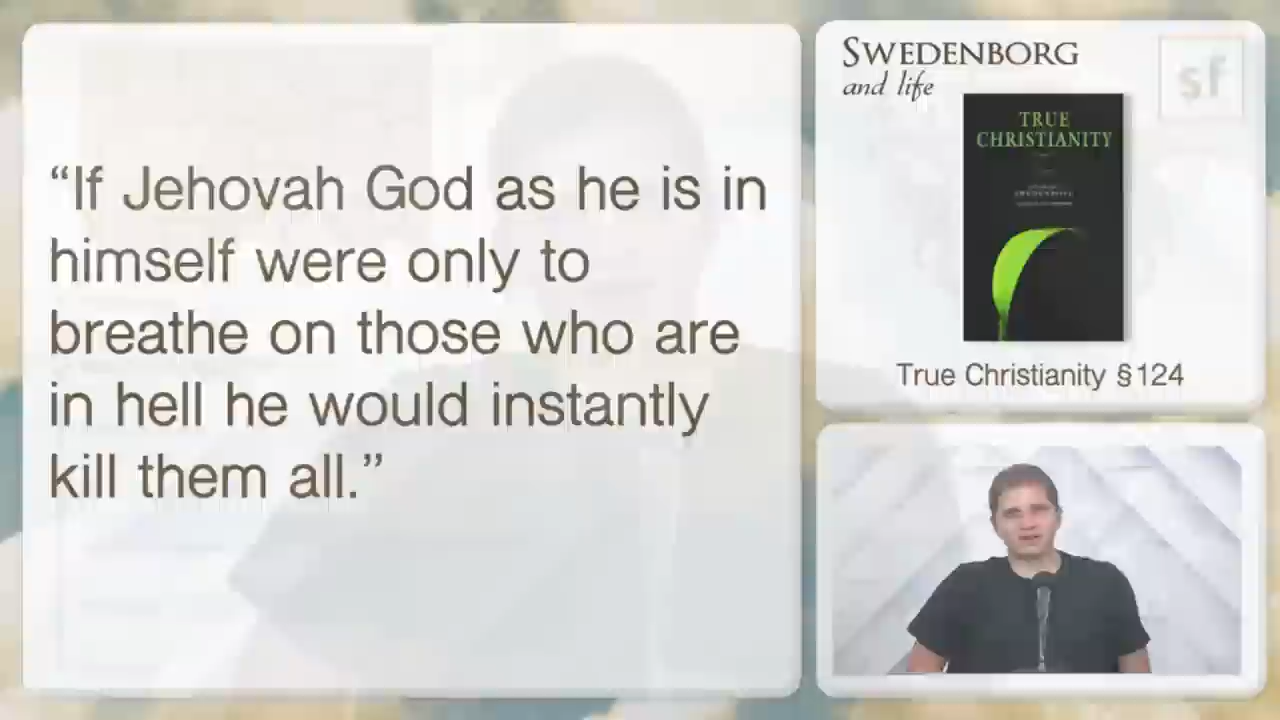 “If Jehovah God as he is in
himself were only to
breathe on those who are
in hell he would instantly
kill them all.”
SWEDENBORG
and life
sf
TRUE
CHRISTIANITY
SWEDENBORG
True Christianity §124